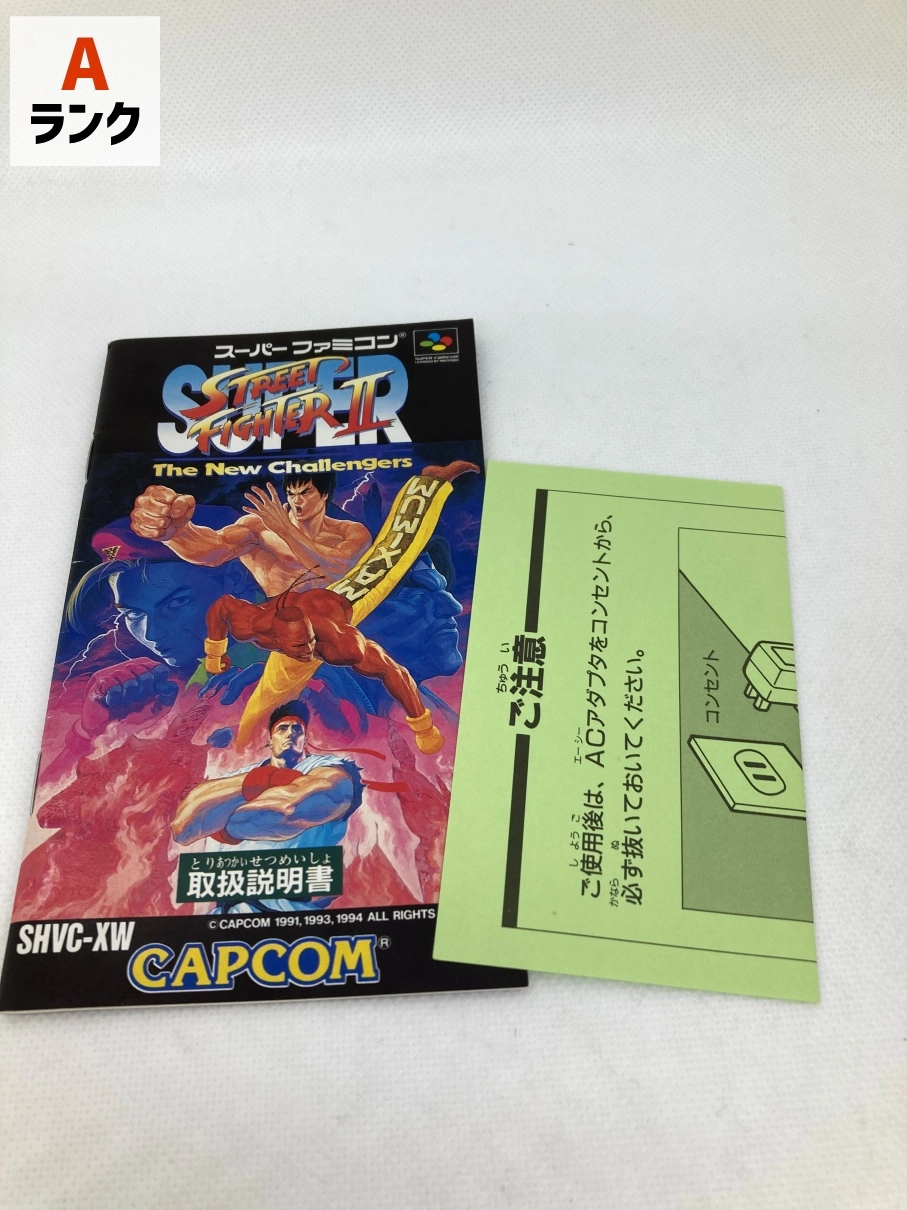 A
ランク
スーパーファミコン®
SUPER
STREET
FIGHTER II
The New Challengers
MAXIMUM
とりあつかいせつめいしょ
取扱説明書
© CAPCOM 1991, 1993, 1994 ALL RIGHTS
SHVC-XW
CAPCOM®
ちゅう い
ご注意
し よう ご エーシー
ご使用後は、ACアダプタをコンセントから、
かなら ぬ
必ず抜いておいてください。
コンセント